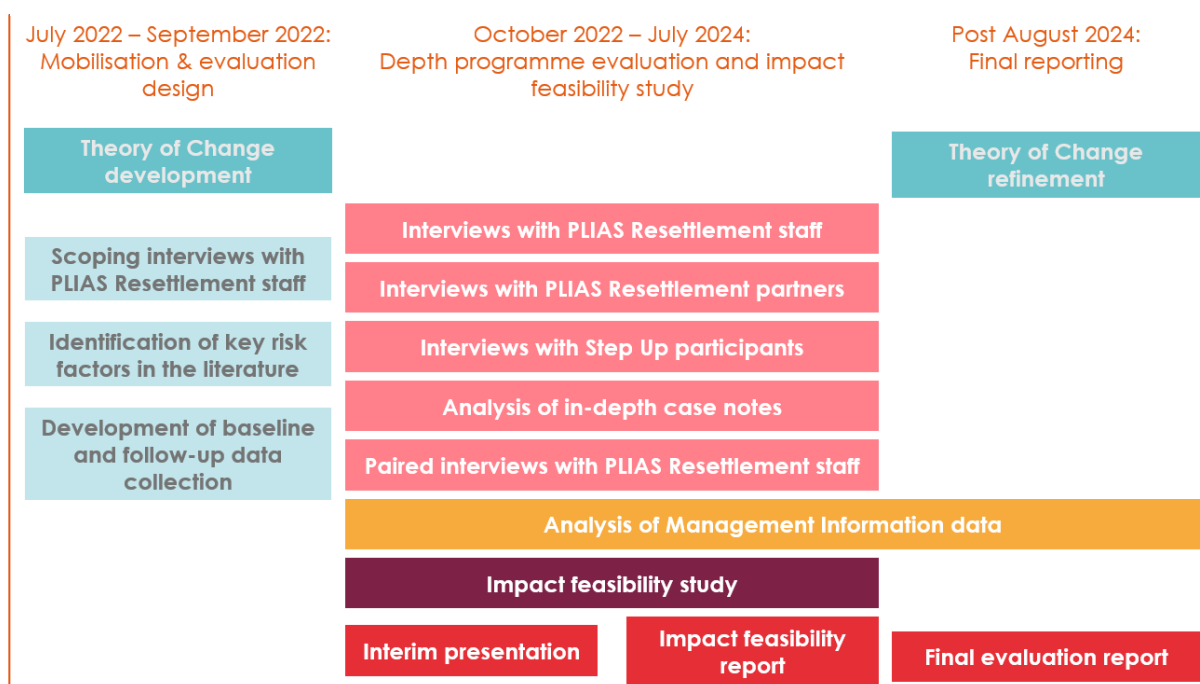 July 2022 – September 2022:
Mobilisation & evaluation
design
October 2022 – July 2024:
Depth programme evaluation and impact
feasibility study
Post August 2024:
Final reporting
Theory of Change
development
Theory of Change
refinement
Scoping interviews with
PLIAS Resettlement staff
Identification of key risk
factors in the literature
Development of baseline
and follow-up data
collection
Interviews with PLIAS Resettlement staff
Interviews with PLIAS Resettlement partners
Interviews with Step Up participants
Analysis of in-depth case notes
Paired interviews with PLIAS Resettlement staff
Analysis of Management Information data
Impact feasibility study
Interim presentation
Impact feasibility
report
Final evaluation report